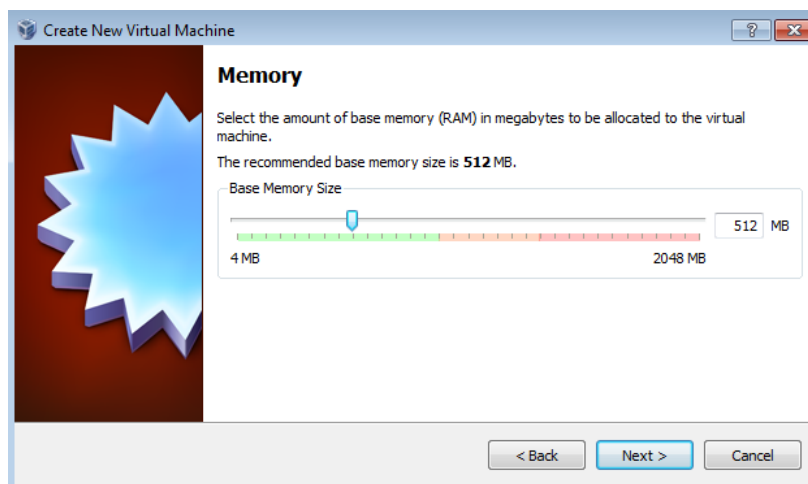 Create New Virtual Machine
Memory
Select the amount of base memory (RAM) in megabytes to be allocated to the virtual
machine.
The recommended base memory size is 512 MB.
Base Memory Size
512 MB
4 MB 2048 MB
< Back Next > Cancel